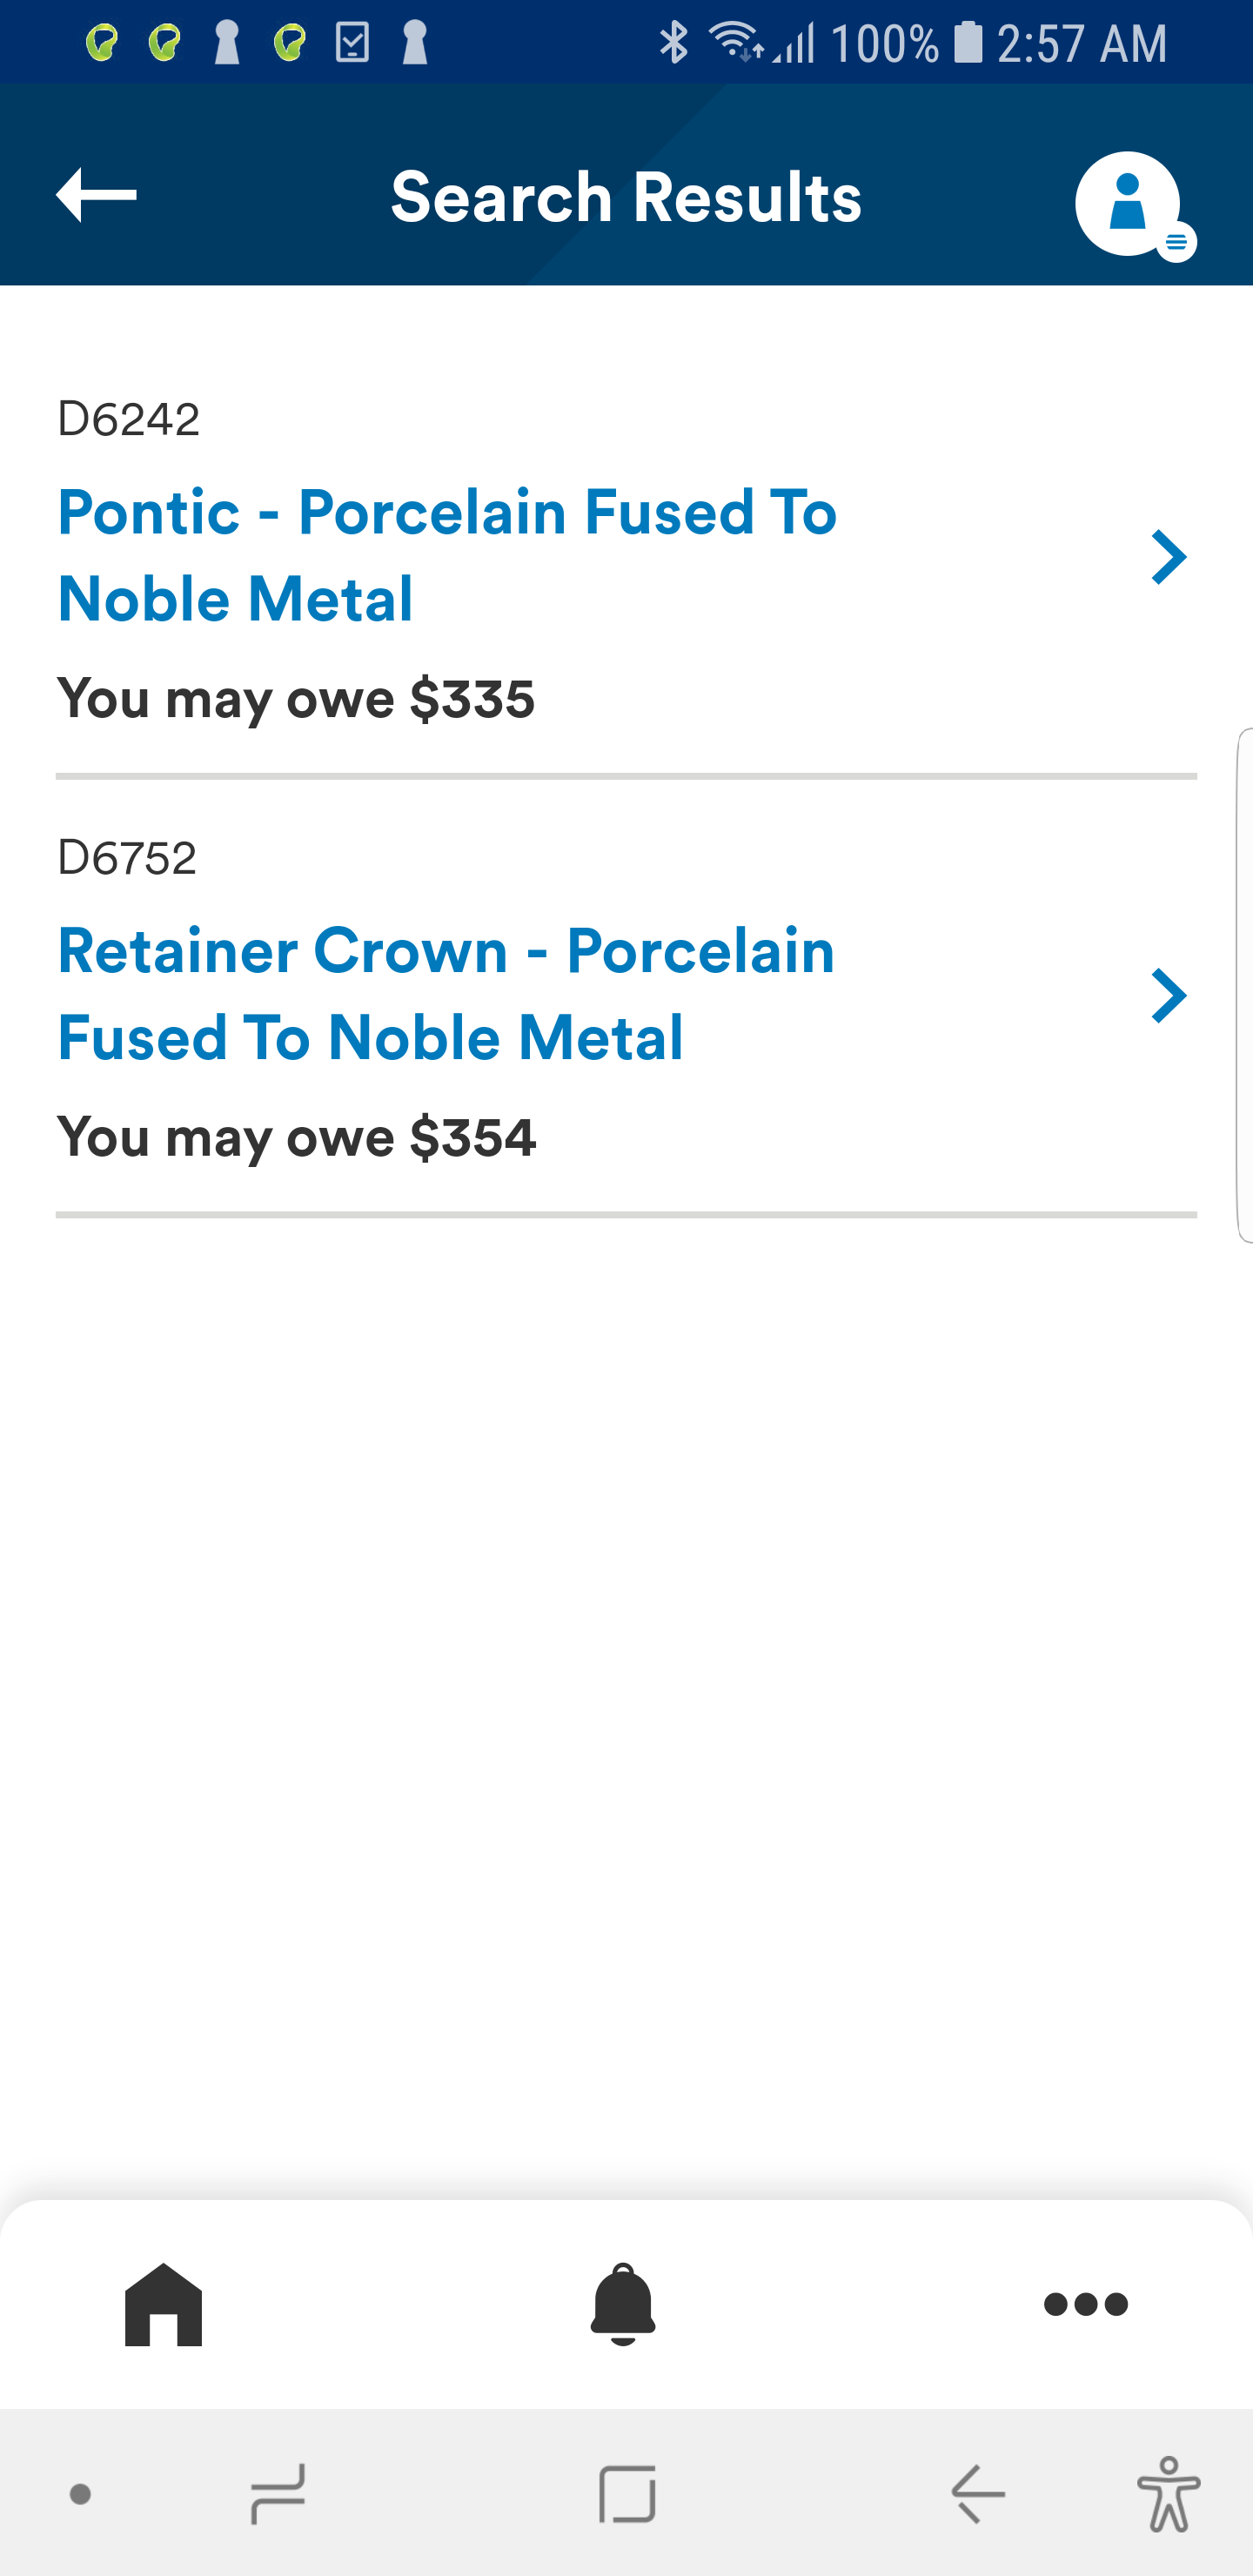 100% 2:57 AM
Search Results
D6242
Pontic - Porcelain Fused To
Noble Metal
You may owe $335
D6752
Retainer Crown - Porcelain
Fused To Noble Metal
You may owe $354